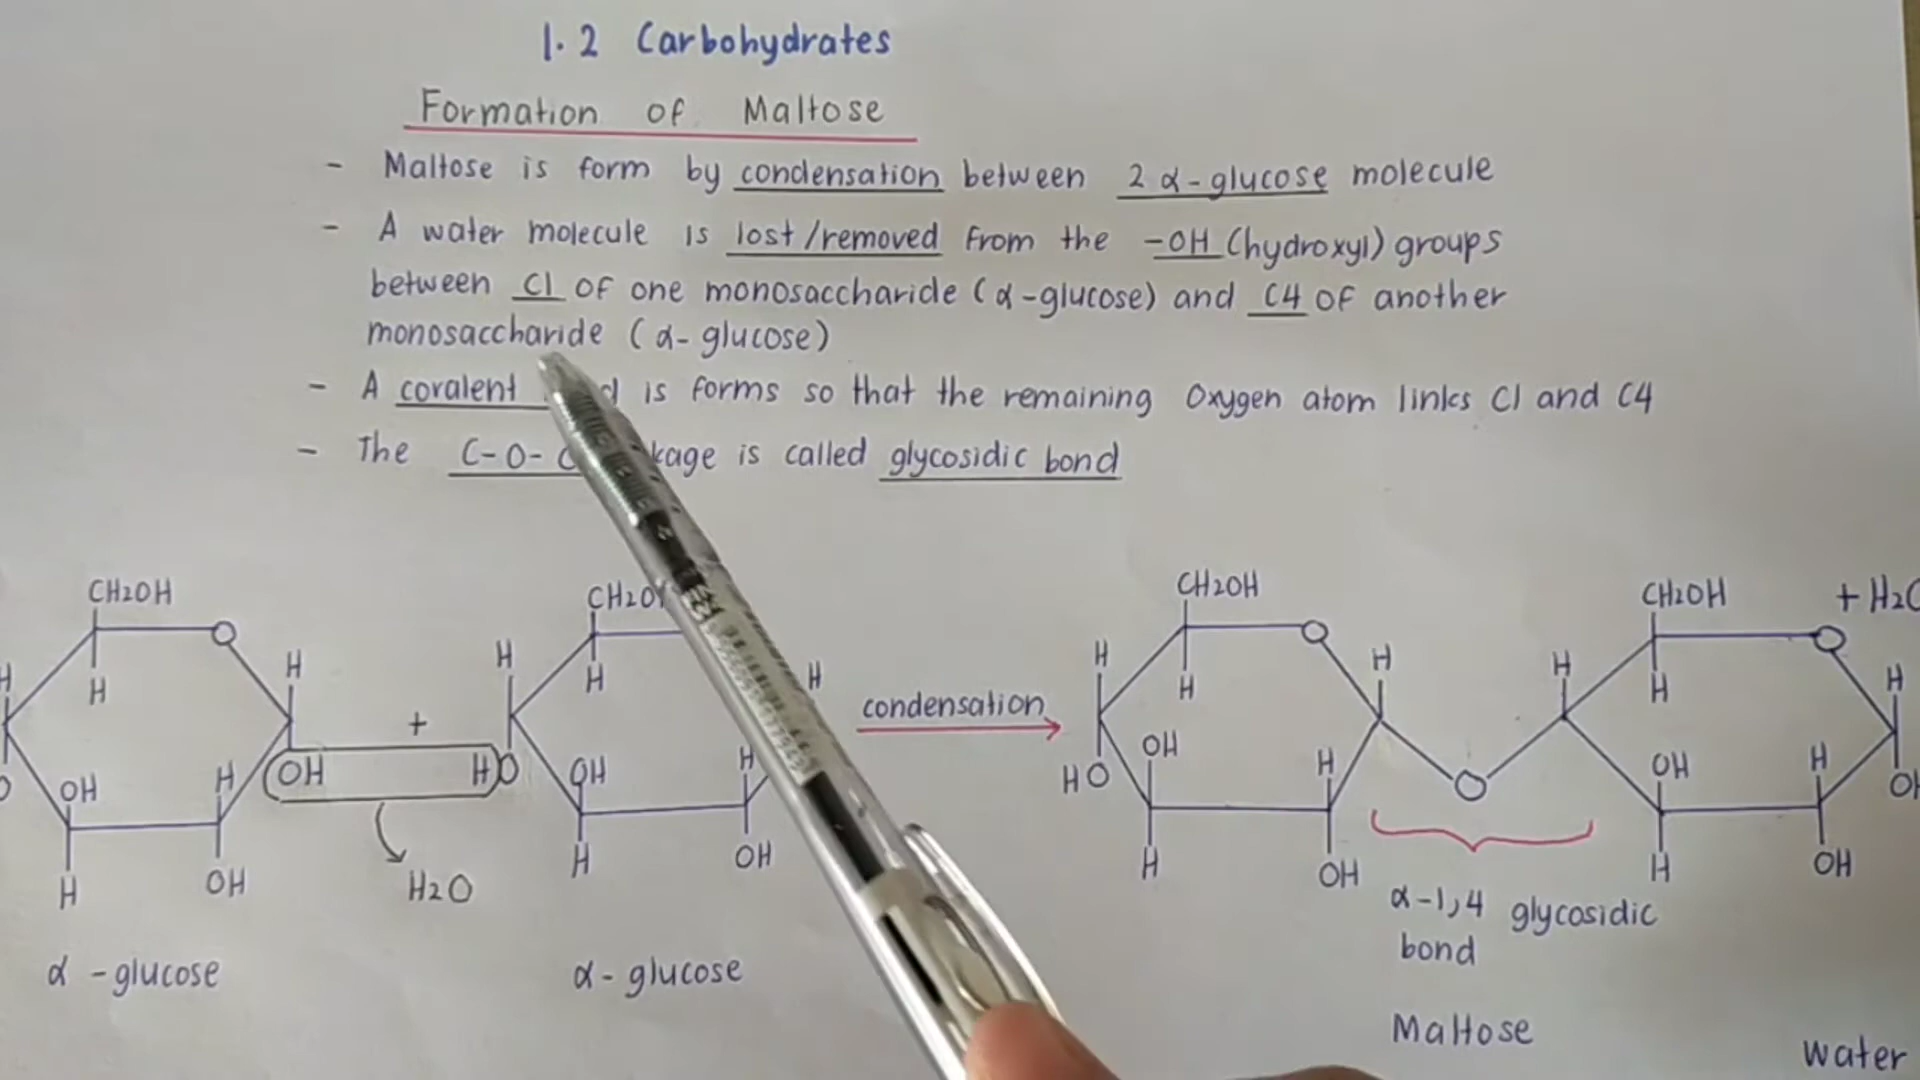 1.2 Carbohydrates
Formation of Maltose
- Maltose is form by condensation between 2 α-glucose molecule
- A water molecule is lost/removed from the -OH (hydroxyl) groups
between C1 of one monosaccharide (α-glucose) and C4 of another
monosaccharide (α-glucose)
- A covalent is forms so that the remaining Oxygen atom links C1 and C4
- The C-O- is called glycosidic bond
CH2OH
O
H
H
H
OH
H
OH
H
OH
+
H2O
α-glucose
H
H
HO
OH
H
H
H
OH
α-glucose
condensation
CH2OH
O
H
H
H
HO
OH
H
H
OH
O
α-1,4 glycosidic
bond
Maltose
CH2OH
O
H
H
H
OH
H
H
OH
+ H2O
water